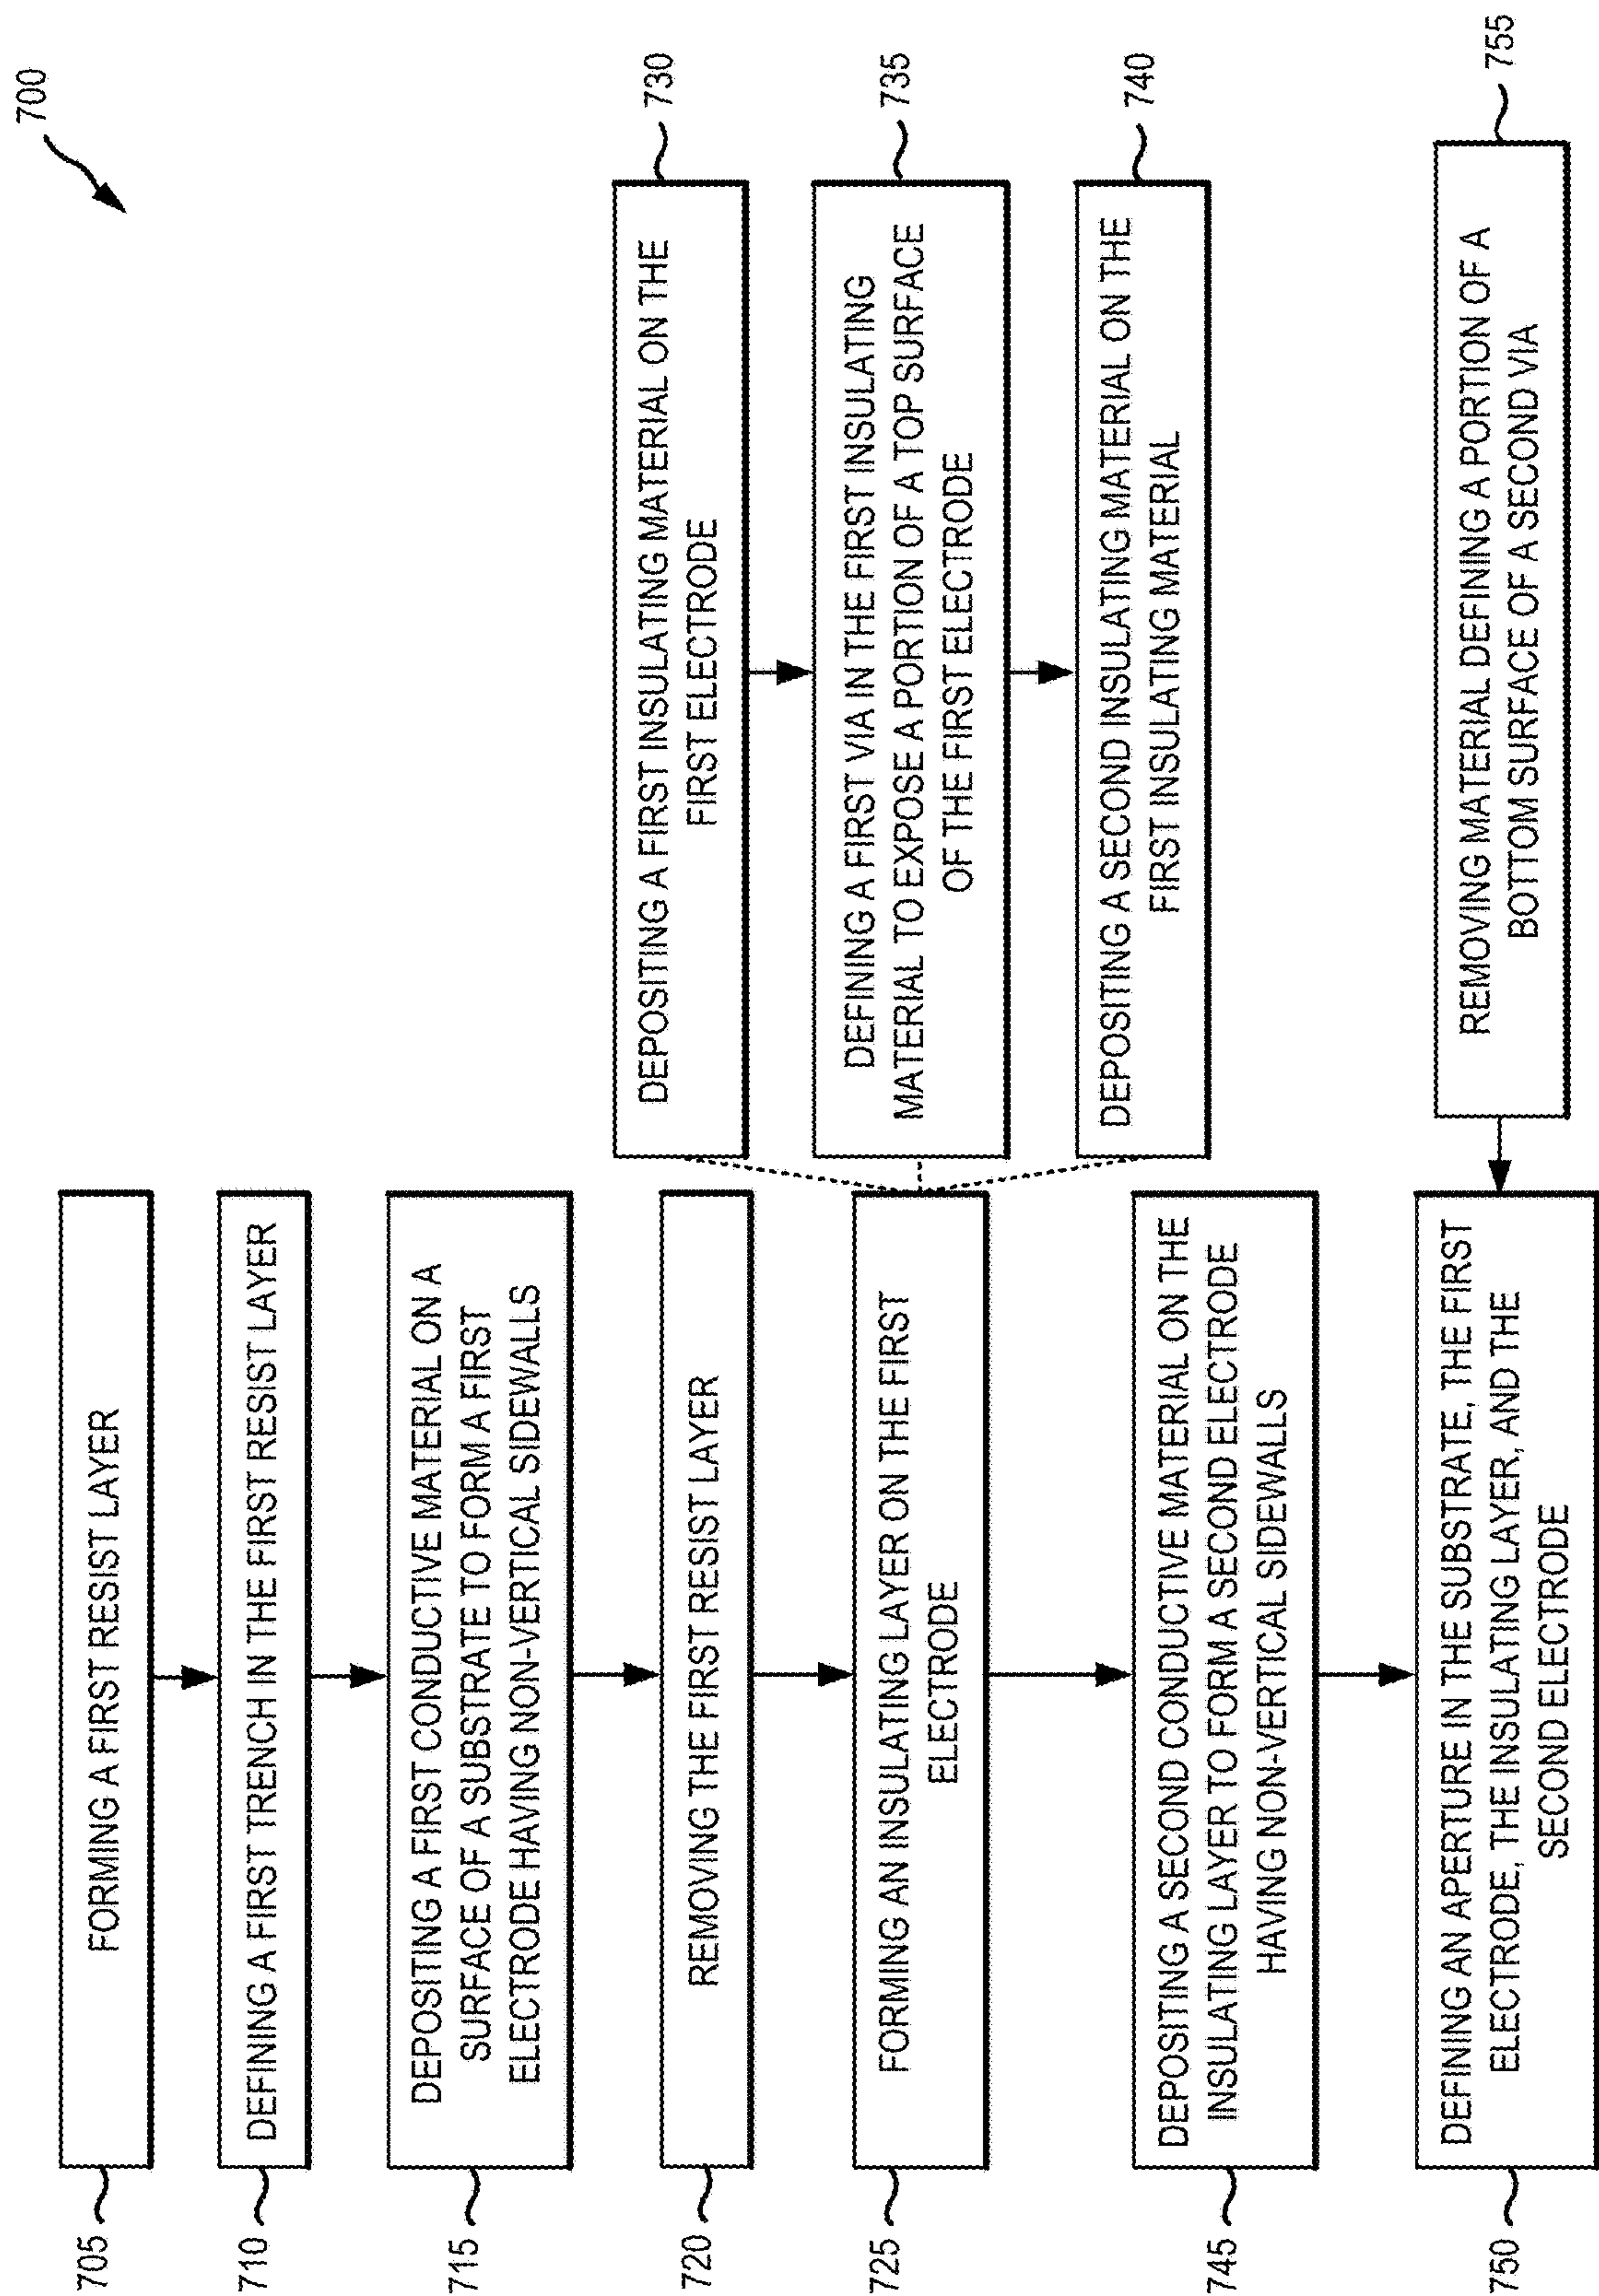 700
705
FORMING A FIRST RESIST LAYER
710
DEFINING A FIRST TRENCH IN THE FIRST RESIST LAYER
715
DEPOSITING A FIRST CONDUCTIVE MATERIAL ON A
SURFACE OF A SUBSTRATE TO FORM A FIRST
ELECTRODE HAVING NON-VERTICAL SIDEWALLS
720
REMOVING THE FIRST RESIST LAYER
725
FORMING AN INSULATING LAYER ON THE FIRST
ELECTRODE
730
DEPOSITING A FIRST INSULATING MATERIAL ON THE
FIRST ELECTRODE
735
DEFINING A FIRST VIA IN THE FIRST INSULATING
MATERIAL TO EXPOSE A PORTION OF A TOP SURFACE
OF THE FIRST ELECTRODE
740
DEPOSITING A SECOND INSULATING MATERIAL ON THE
FIRST INSULATING MATERIAL
745
DEPOSITING A SECOND CONDUCTIVE MATERIAL ON THE
INSULATING LAYER TO FORM A SECOND ELECTRODE
HAVING NON-VERTICAL SIDEWALLS
750
DEFINING AN APERTURE IN THE SUBSTRATE, THE FIRST
ELECTRODE, THE INSULATING LAYER, AND THE
SECOND ELECTRODE
755
REMOVING MATERIAL DEFINING A PORTION OF A
BOTTOM SURFACE OF A SECOND VIA